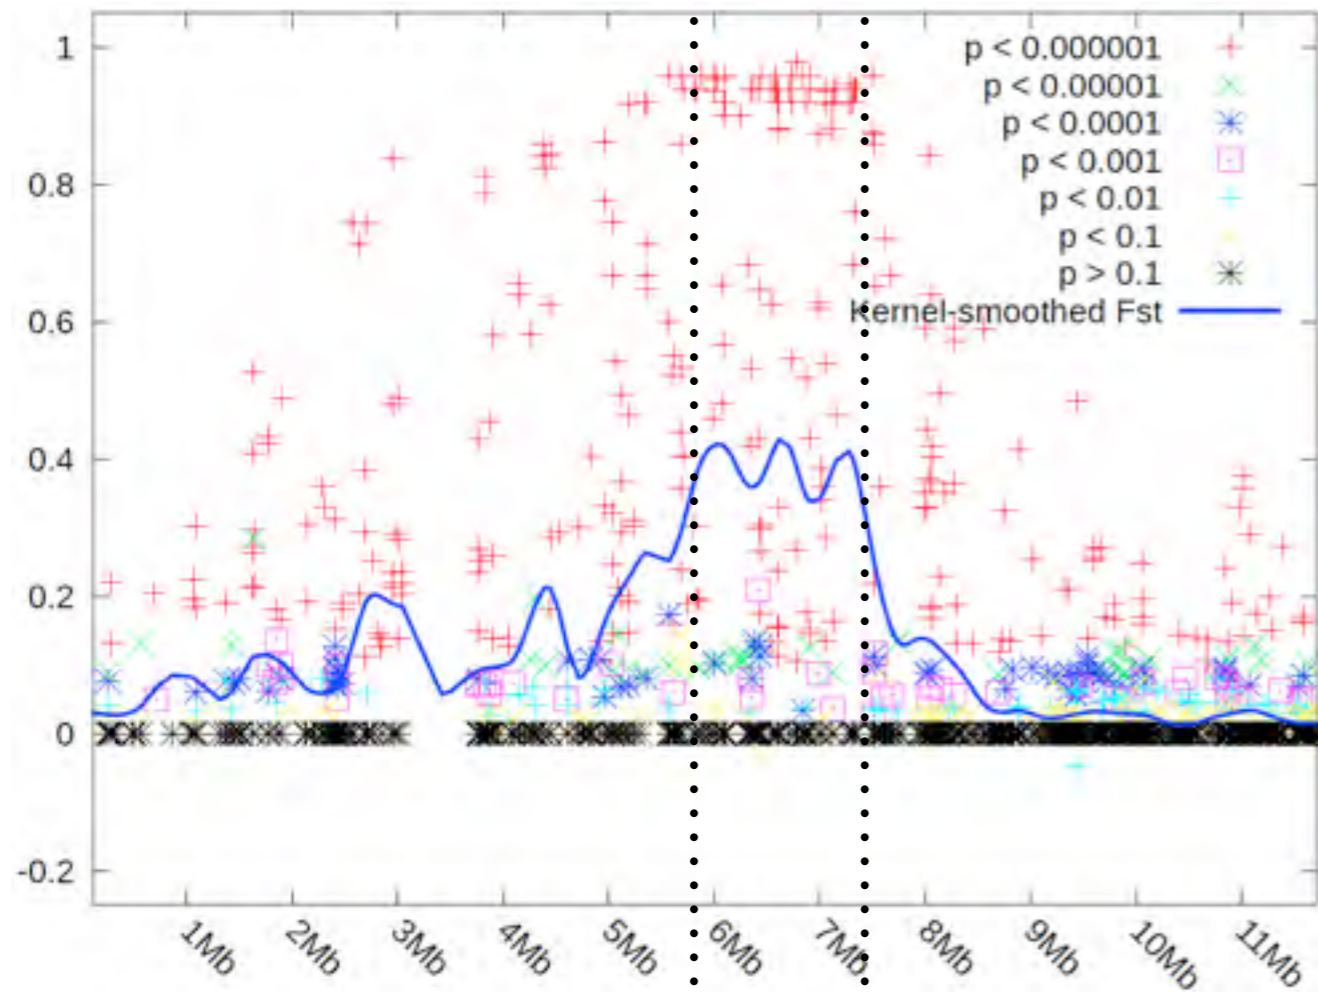 1
0.8
0.6
0.4
0.2
0
-0.2
p < 0.000001
p < 0.00001
p < 0.0001
p < 0.001
p < 0.01
p < 0.1
p > 0.1
Kernel-smoothed Fst
1Mb
2Mb
3Mb
4Mb
5Mb
6Mb
7Mb
8Mb
9Mb
10Mb
11Mb